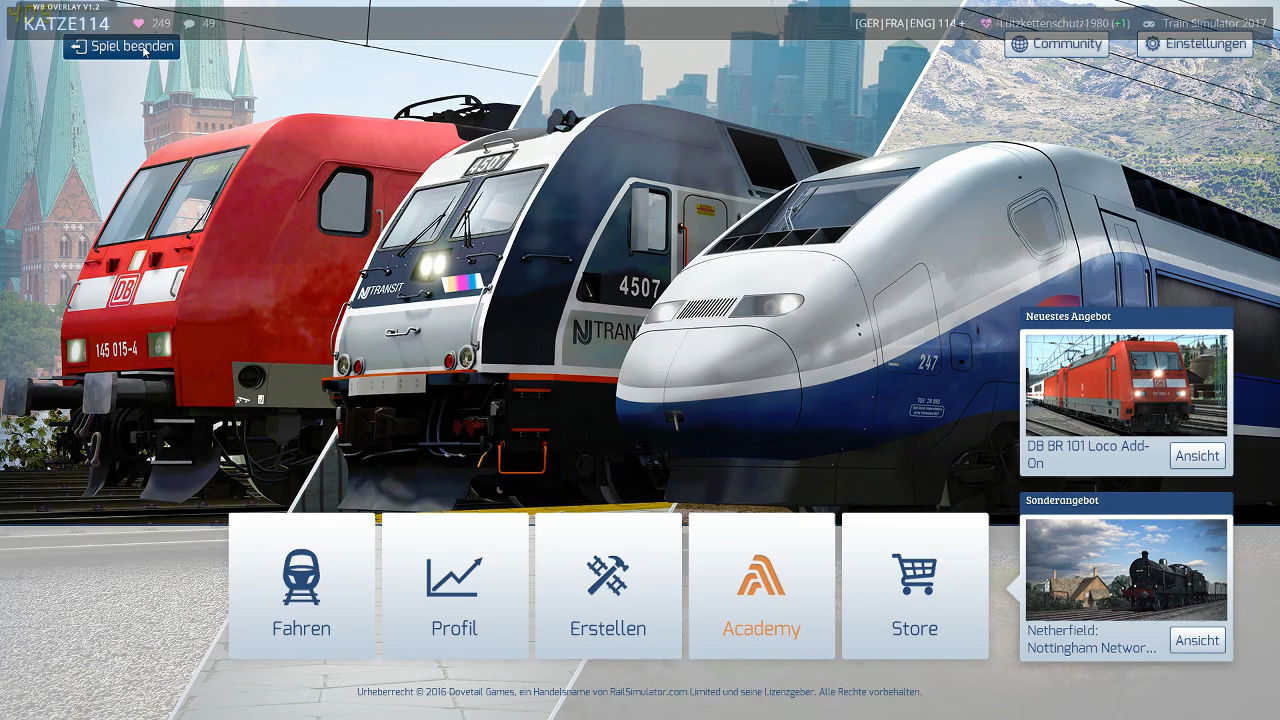 WB OVERLAY V1.2
KATZE114
249
49
[GER|FRA|ENG] 114 +
Lutzkettenschutz1980 (+1)
Train Simulator 2017
Spiel beenden
Community
Einstellungen
4507
DB
145 015-4
NJTRANSIT
4507
NJ TRANS
247
Neuestes Angebot
DB BR 101 Loco Add-
On
Ansicht
Sonderangebot
Netherfield:
Nottingham Networ...
Ansicht
Fahren
Profil
Erstellen
Academy
Store
Urheberrecht © 2016 Dovetail Games, ein Handelsname von RailSimulator.com Limited und seine Lizenzgeber. Alle Rechte vorbehalten.